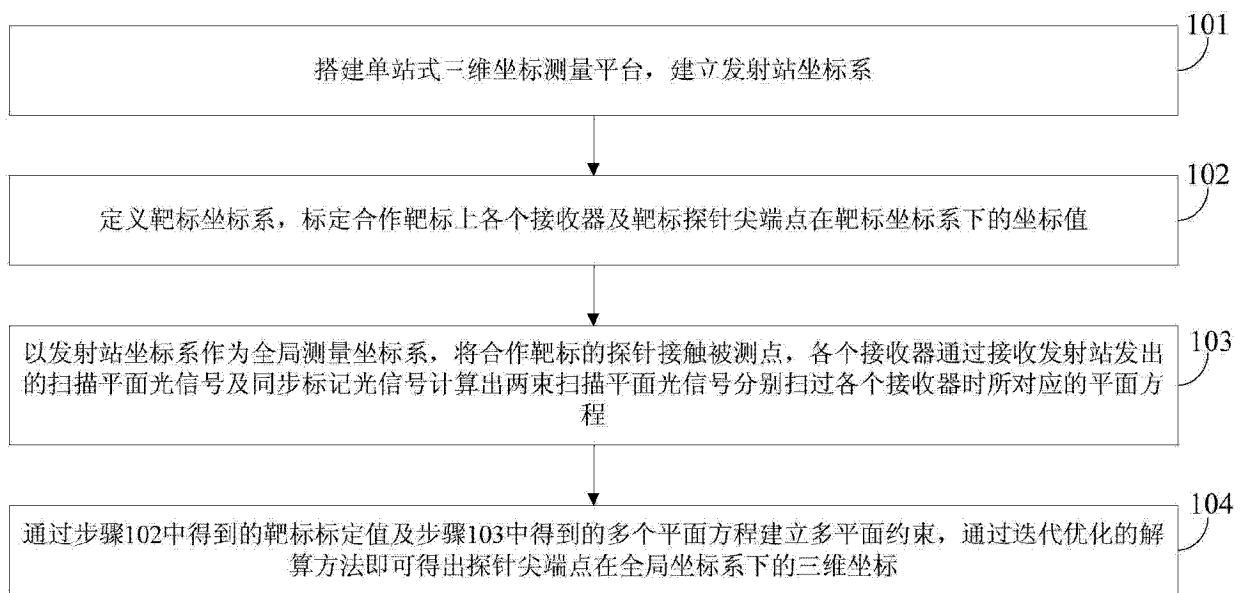 101
搭建单站式三维坐标测量平台，建立发射站坐标系
102
定义靶标坐标系，标定合作靶标上各个接收器及靶标探针尖端点在靶标坐标系下的坐标值
103
以发射站坐标系作为全局测量坐标系，将合作靶标的探针接触被测点，各个接收器通过接收发射站发出
的扫描平面光信号及同步标记光信号计算出两束扫描平面光信号分别扫过各个接收器时所对应的平面方
程
104
通过步骤102中得到的靶标标定值及步骤103中得到的多个平面方程建立多平面约束，通过迭代优化的解
算方法即可得出探针尖端点在全局坐标系下的三维坐标